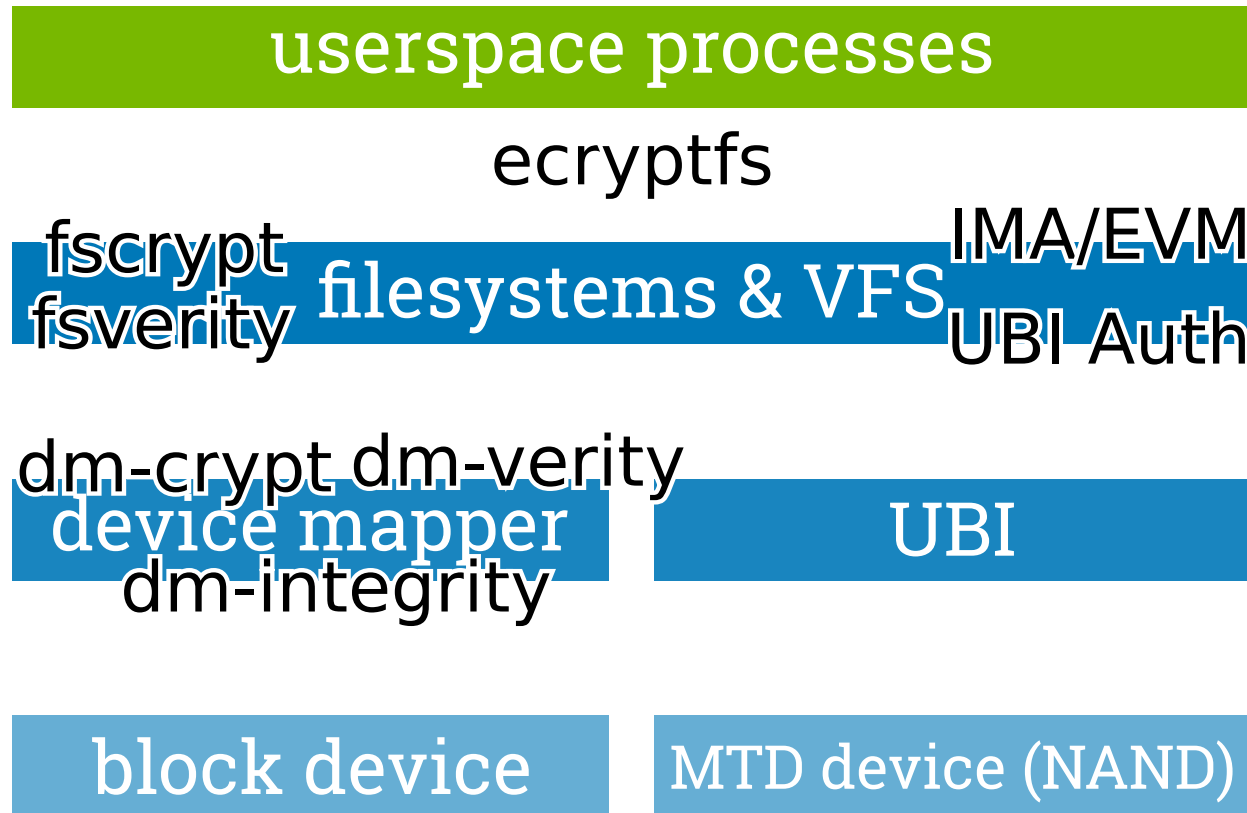 userspace processes
ecryptfs
fscrypt
fsverity
filesystems & VFS
IMA/EVM
UBI Auth
dm-crypt
dm-verity
device mapper
dm-integrity
UBI
block device
MTD device (NAND)